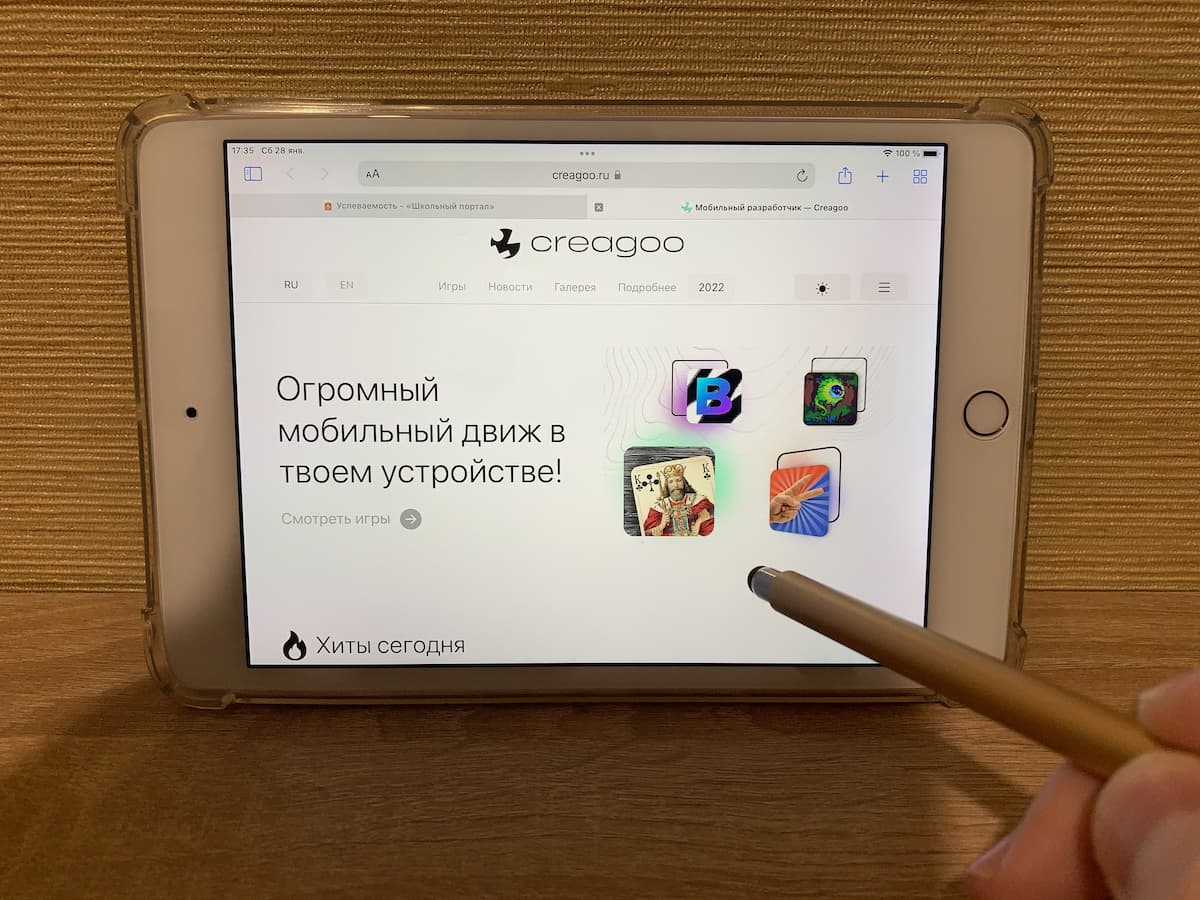 17:35 Сб 28 янв.
100 %
AA
creagoo.ru
Успеваемость - «Школьный портал»
Мобильный разработчик — Creagoo
creagoo
RU EN Игры Новости Галерея Подробнее 2022
Огромный
мобильный движ в
твоем устройстве!
Смотреть игры
B
K K
Хиты сегодня